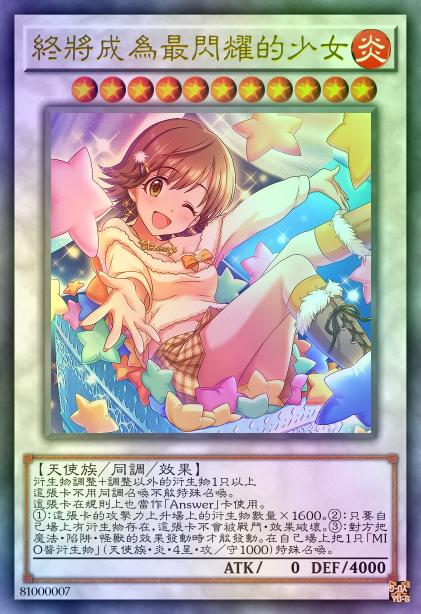 終將成為最閃耀的少女
炎
【天使族／同調／效果】
衍生物調整＋調整以外的衍生物1只以上
這張卡不用同調召喚不能特殊召喚。
這張卡在規則上也當作「Answer」卡使用。
①：這張卡的攻擊力上升場上的衍生物數量×1600。②：只要自
己場上有衍生物存在，這張卡不會被戰鬥·效果破壞。③：對方把
魔法·陷阱·怪獸的效果發動時才能發動。在自己場上把1只「MI
O醬衍生物」（天使族·炎·4星·攻／守1000）特殊召喚。
ATK/ 0 DEF/4000
81000007